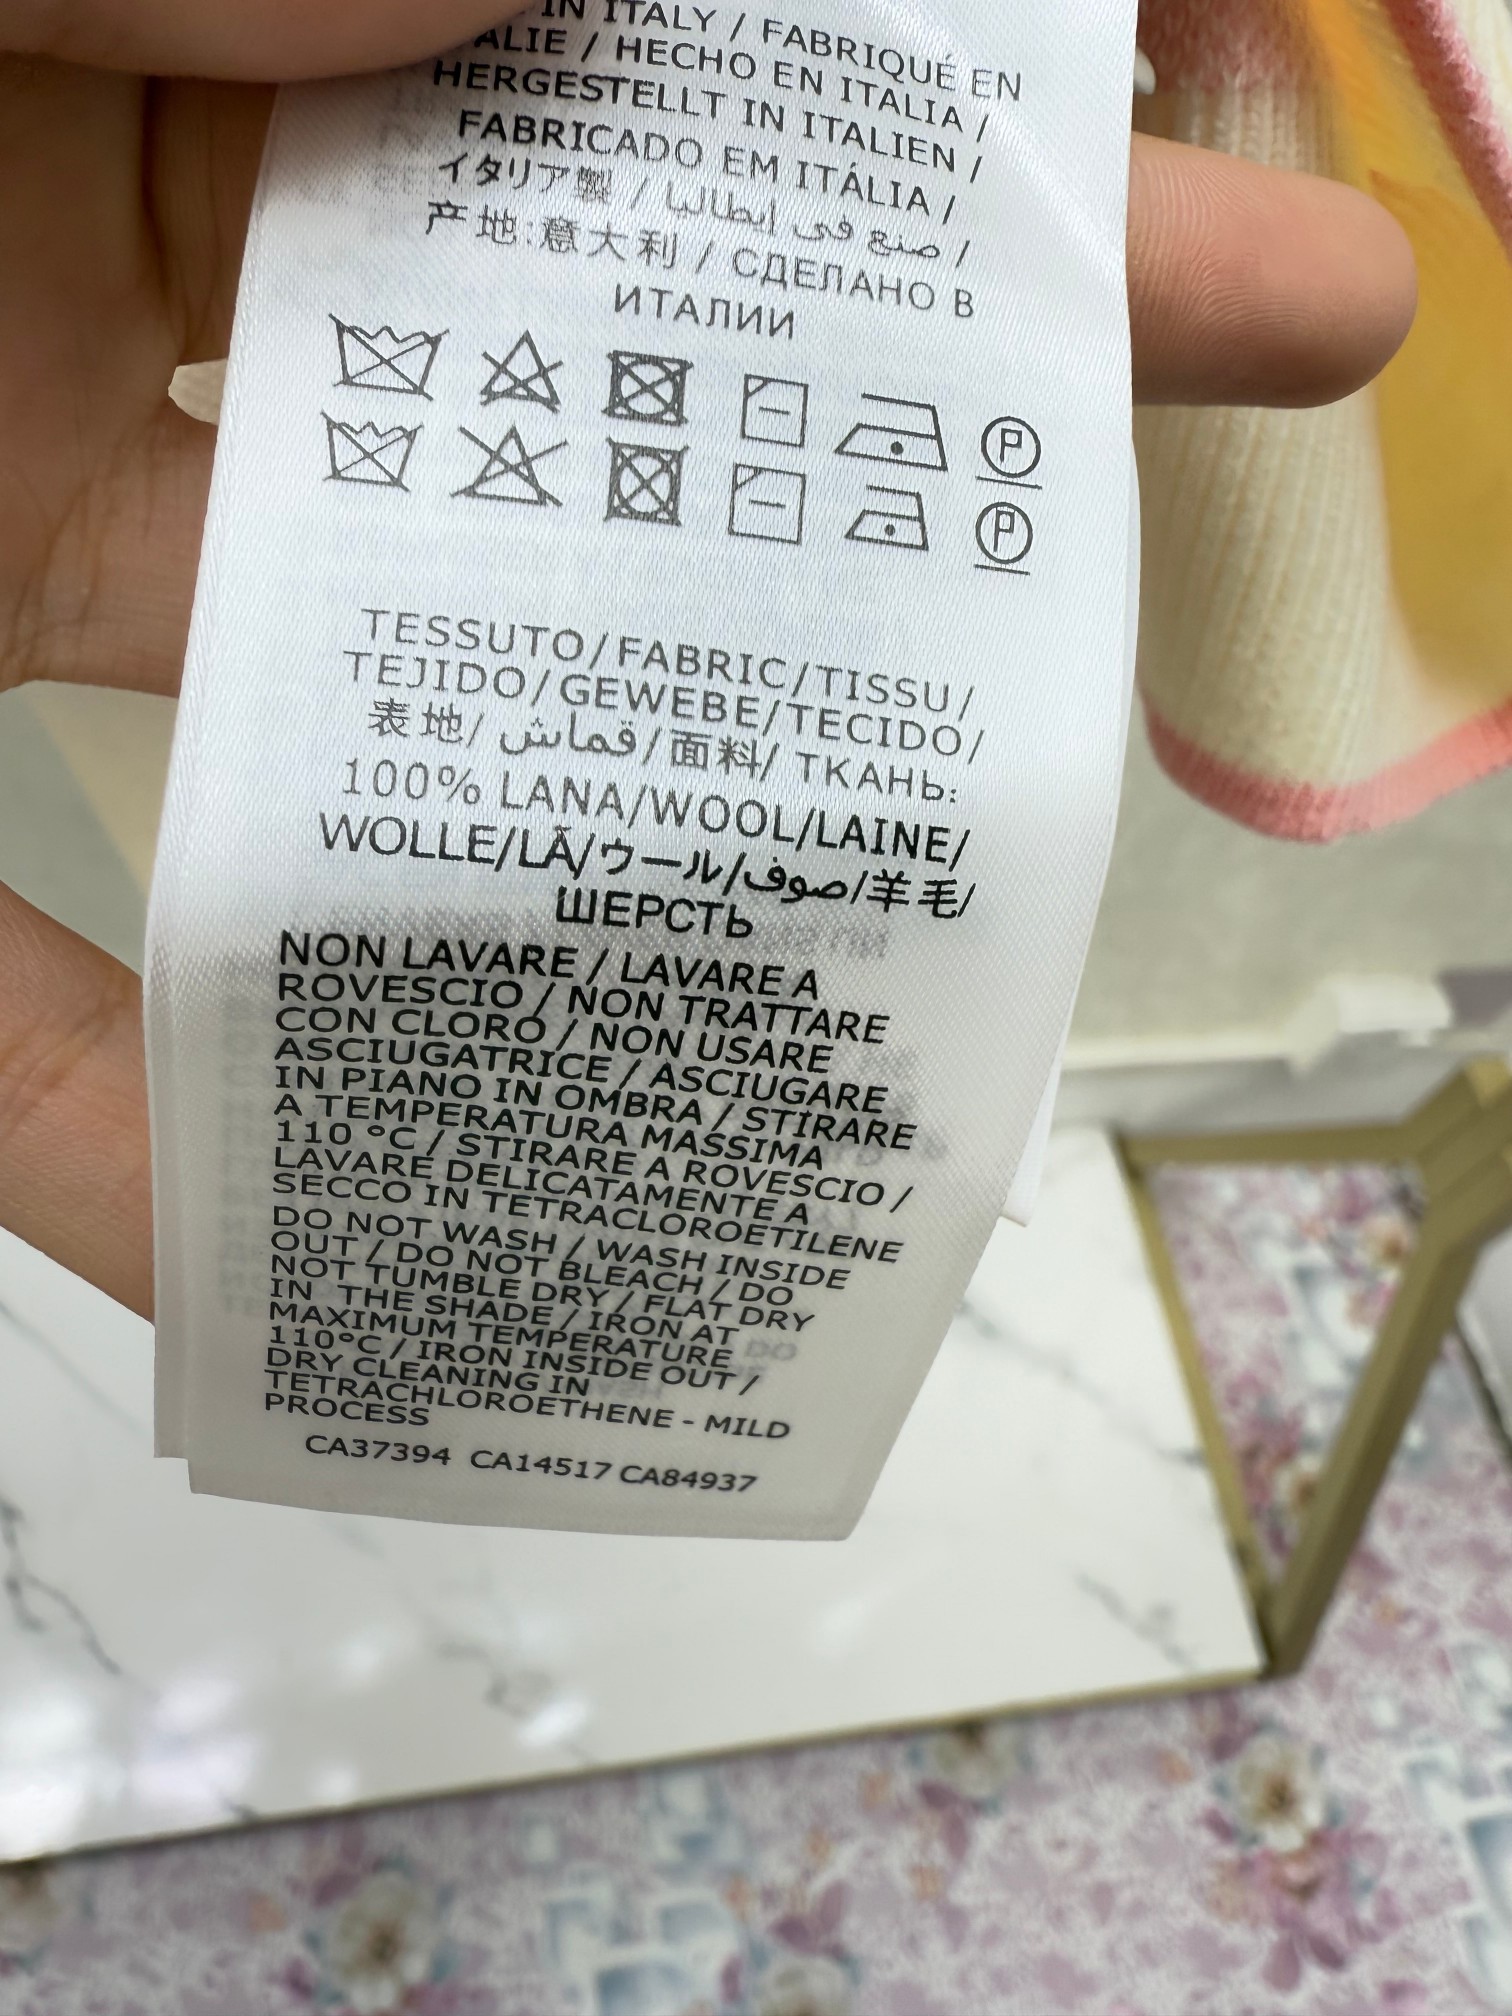 IN ITALY / FABRIQUÉ EN
ALIE / HECHO EN ITALIA /
HERGESTELLT IN ITALIEN /
FABRICADO EM ITÁLIA /
イタリア製 / صنع في إيطاليا /
产地:意大利 / СДЕЛАНО В
ИТАЛИИ
P
P
TESSUTO/FABRIC/TISSU/
TEJIDO/GEWEBE/TECIDO/
表地/ قماش/面料/ ТКАНЬ:
100% LANA/WOOL/LAINE/
WOLLE/LÃ/ウール/صوف/羊毛/
ШЕРСТЬ
NON LAVARE / LAVARE A
ROVESCIO / NON TRATTARE
CON CLORO / NON USARE
ASCIUGATRICE / ASCIUGARE
IN PIANO IN OMBRA / STIRARE
A TEMPERATURA MASSIMA
110 °C / STIRARE A ROVESCIO /
LAVARE DELICATAMENTE A
SECCO IN TETRACLOROETILENE
DO NOT WASH / WASH INSIDE
OUT / DO NOT BLEACH / DO
NOT TUMBLE DRY / FLAT DRY
IN THE SHADE / IRON AT
MAXIMUM TEMPERATURE
110°C / IRON INSIDE OUT /
DRY CLEANING IN
TETRACHLOROETHENE - MILD
PROCESS
CA37394 CA14517 CA84937